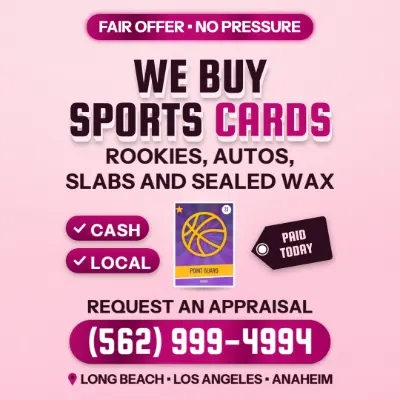 FAIR OFFER • NO PRESSURE
WE BUY
SPORTS CARDS
ROOKIES, AUTOS,
SLABS AND SEALED WAX
✓ CASH
✓ LOCAL
POINT GUARD
PAID
TODAY
REQUEST AN APPRAISAL
(562) 999-4994
LONG BEACH • LOS ANGELES • ANAHEIM